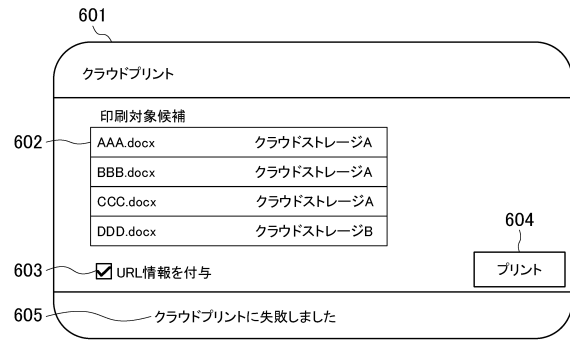 601
クラウドプリント
印刷対象候補
602
AAA.docx クラウドストレージA
BBB.docx クラウドストレージA
CCC.docx クラウドストレージA
DDD.docx クラウドストレージB
604
603
URL情報を付与
プリント
605
クラウドプリントに失敗しました